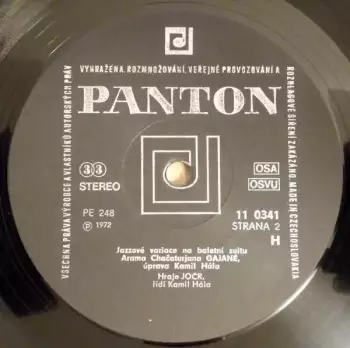 VŠECHNA PRÁVA VÝROBCE A VLASTNÍKŮ AUTORSKÝCH PRÁV VYHRAŽENA, ROZMNOŽOVÁNÍ, VEŘEJNÉ PROVOZOVÁNÍ A ROZHLASOVÉ ŠÍŘENÍ ZAKÁZÁNO. MADE IN CZECHOSLOVAKIA
PANTON
33
STEREO
OSA
OSVU
PE 248
℗ 1972
11 0341
STRANA 2
H
Jazzové variace na baletní suitu
Arama Chačaturjana GAJANÉ,
úprava Kamil Hála
Hraje JOČR,
řídí Kamil Hála